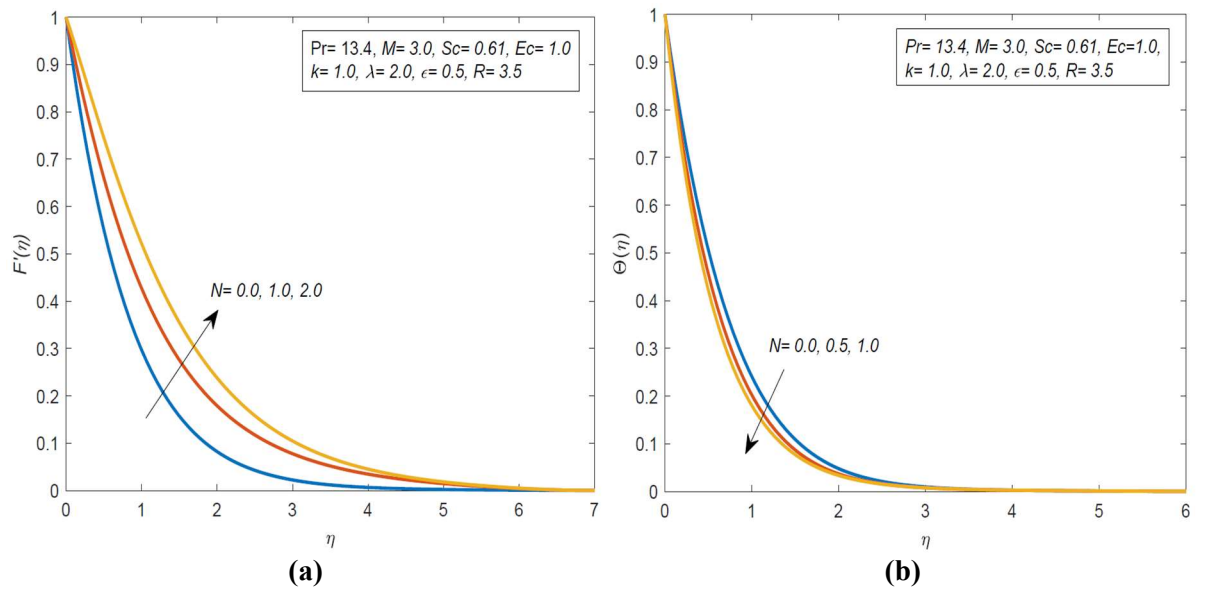 Pr= 13.4, M= 3.0, Sc= 0.61, Ec= 1.0
k= 1.0, λ= 2.0, ϵ= 0.5, R= 3.5
N= 0.0, 1.0, 2.0
F'(η)
1
0.9
0.8
0.7
0.6
0.5
0.4
0.3
0.2
0.1
0
0 1 2 3 4 5 6 7
η
(a)
Pr= 13.4, M= 3.0, Sc= 0.61, Ec=1.0,
k= 1.0, λ= 2.0, ϵ= 0.5, R= 3.5
N= 0.0, 0.5, 1.0
Θ(η)
1
0.9
0.8
0.7
0.6
0.5
0.4
0.3
0.2
0.1
0
0 1 2 3 4 5 6
η
(b)